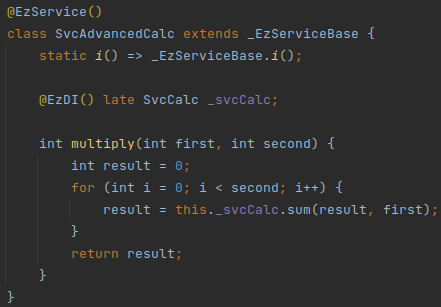 @EzService()
class SvcAdvancedCalc extends _EzServiceBase {
    static i() => _EzServiceBase.i();

    @EzDI() late SvcCalc _svcCalc;

    int multiply(int first, int second) {
        int result = 0;
        for (int i = 0; i < second; i++) {
            result = this._svcCalc.sum(result, first);
        }
        return result;
    }
}